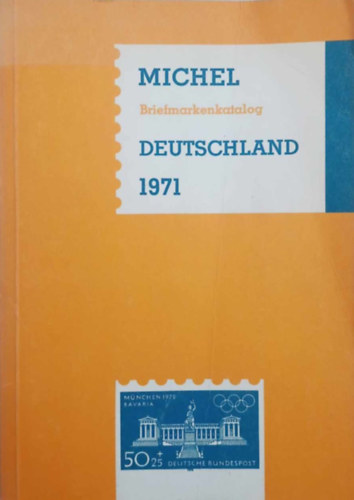 MICHEL
Briefmarkenkatalog
DEUTSCHLAND
1971
MÜNCHEN 1972
BAVARIA
50+25 DEUTSCHE BUNDESPOST